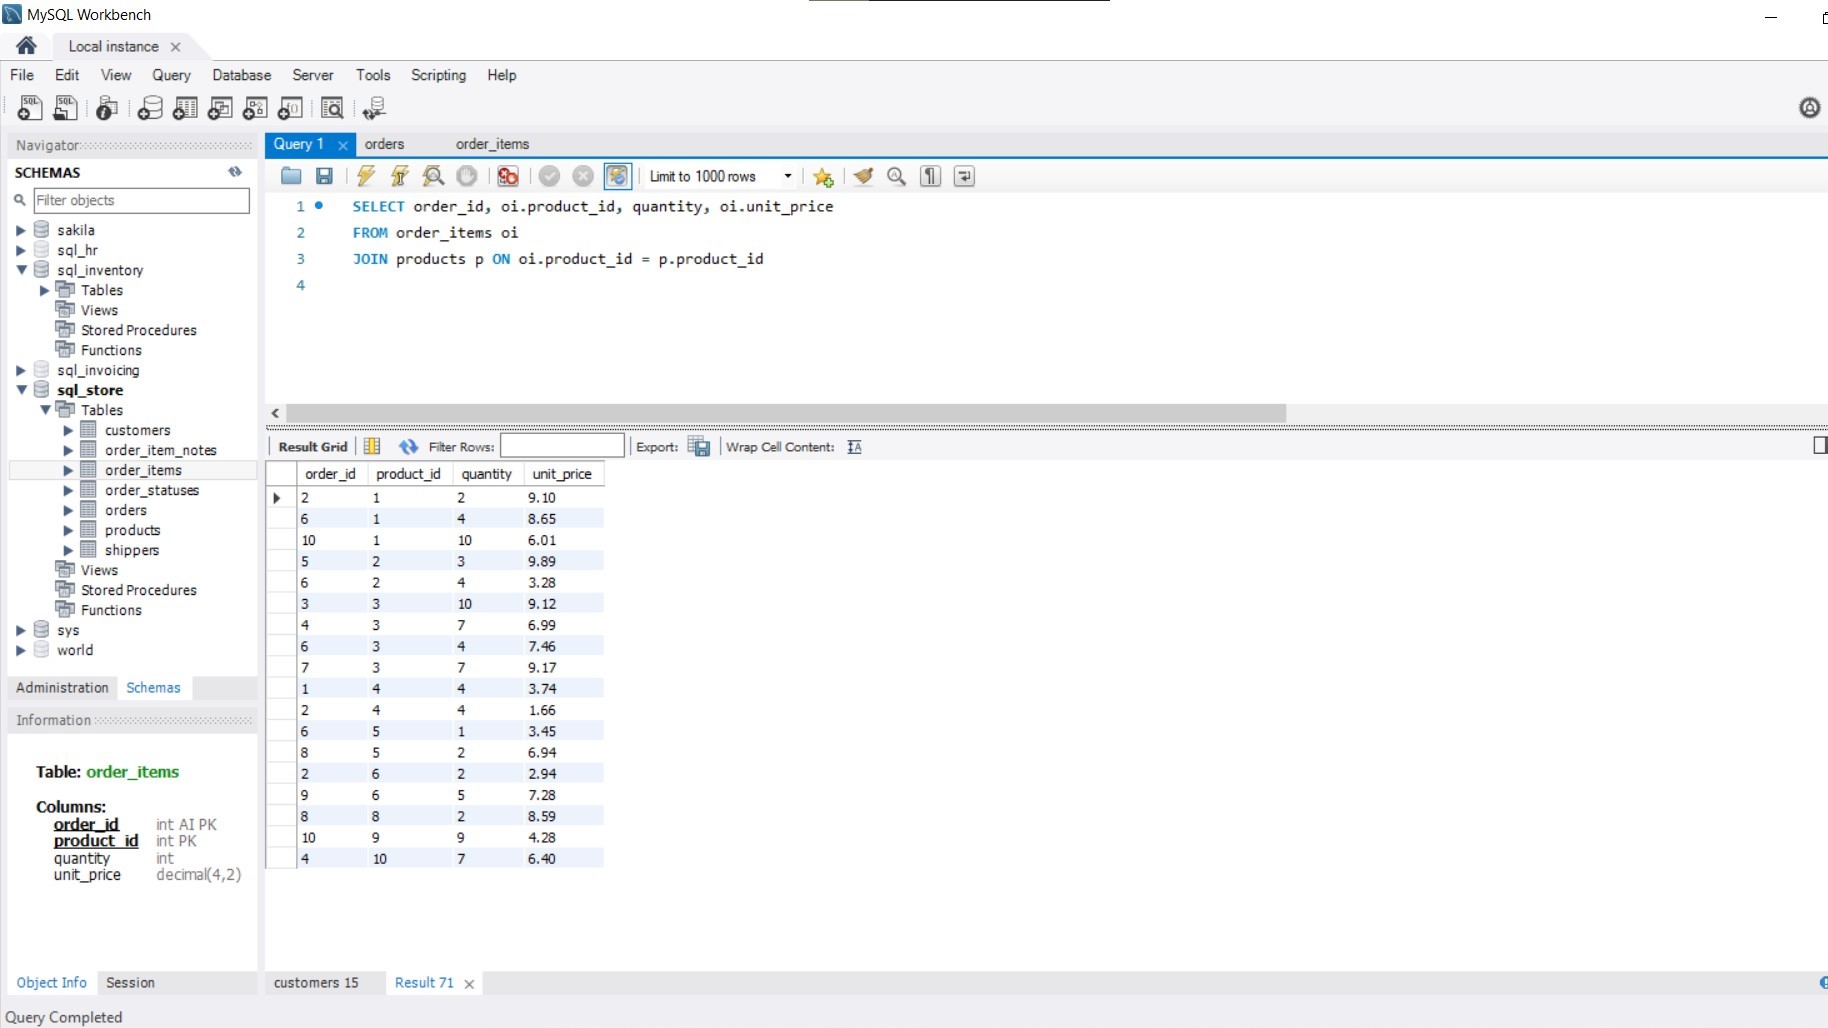 MySQL Workbench
Local instance
File Edit View Query Database Server Tools Scripting Help
Navigator
SCHEMAS
Filter objects
sakila
sql_hr
sql_inventory
Tables
Views
Stored Procedures
Functions
sql_invoicing
sql_store
Tables
customers
order_item_notes
order_items
order_statuses
orders
products
shippers
Views
Stored Procedures
Functions
sys
world
Administration Schemas
Information
Table: order_items
Columns:
order_id int AI PK
product_id int PK
quantity int
unit_price decimal(4,2)
Object Info Session
Query 1 orders order_items
Limit to 1000 rows
1 SELECT order_id, oi.product_id, quantity, oi.unit_price
2 FROM order_items oi
3 JOIN products p ON oi.product_id = p.product_id
4
Result Grid Filter Rows: Export: Wrap Cell Content:
order_id product_id quantity unit_price
2 1 2 9.10
6 1 4 8.65
10 1 10 6.01
5 2 3 9.89
6 2 4 3.28
3 3 10 9.12
4 3 7 6.99
6 3 4 7.46
7 3 7 9.17
1 4 4 3.74
2 4 4 1.66
6 5 1 3.45
8 5 2 6.94
2 6 2 2.94
9 6 5 7.28
8 8 2 8.59
10 9 9 4.28
4 10 7 6.40
customers 15 Result 71
Query Completed